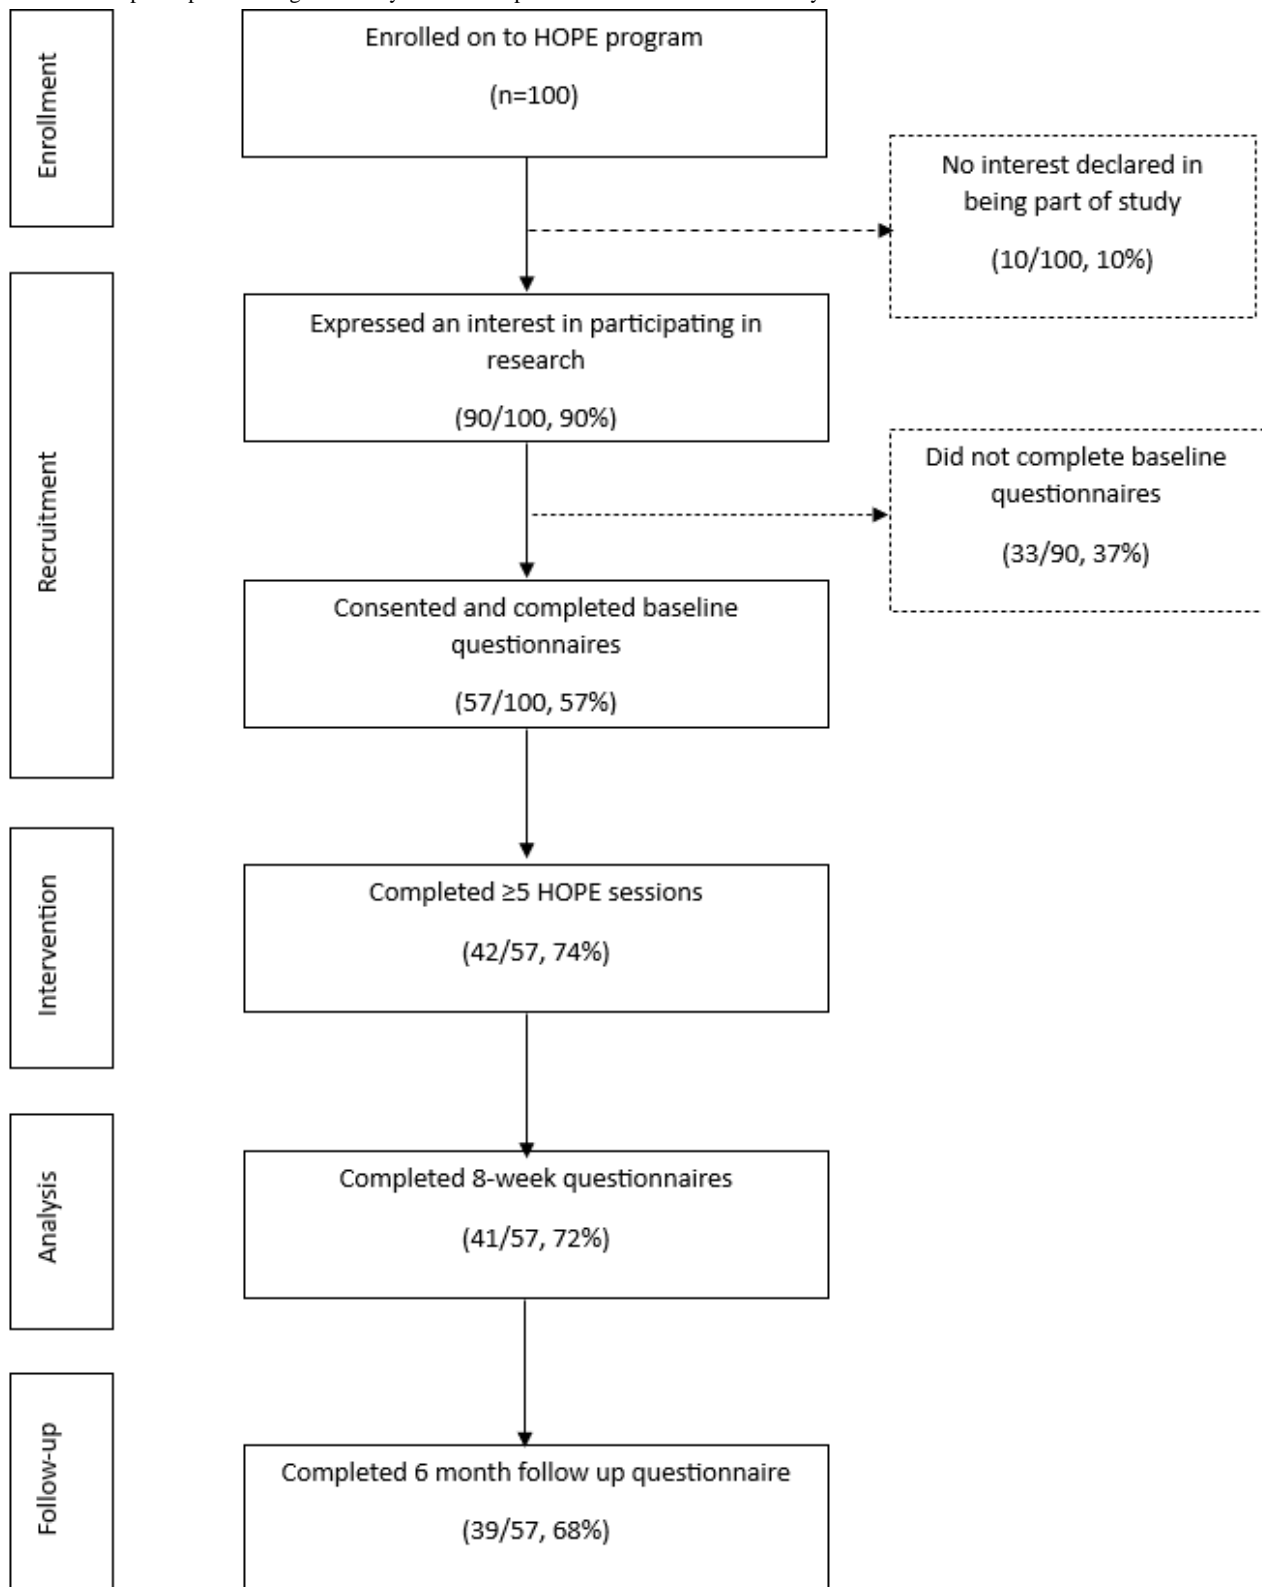 Enrollment
Enrolled on to HOPE program
(n=100)
No interest declared in
being part of study
(10/100, 10%)
Recruitment
Expressed an interest in participating in
research
(90/100, 90%)
Did not complete baseline
questionnaires
(33/90, 37%)
Consented and completed baseline
questionnaires
(57/100, 57%)
Intervention
Completed ≥5 HOPE sessions
(42/57, 74%)
Analysis
Completed 8-week questionnaires
(41/57, 72%)
Follow-up
Completed 6 month follow up questionnaire
(39/57, 68%)